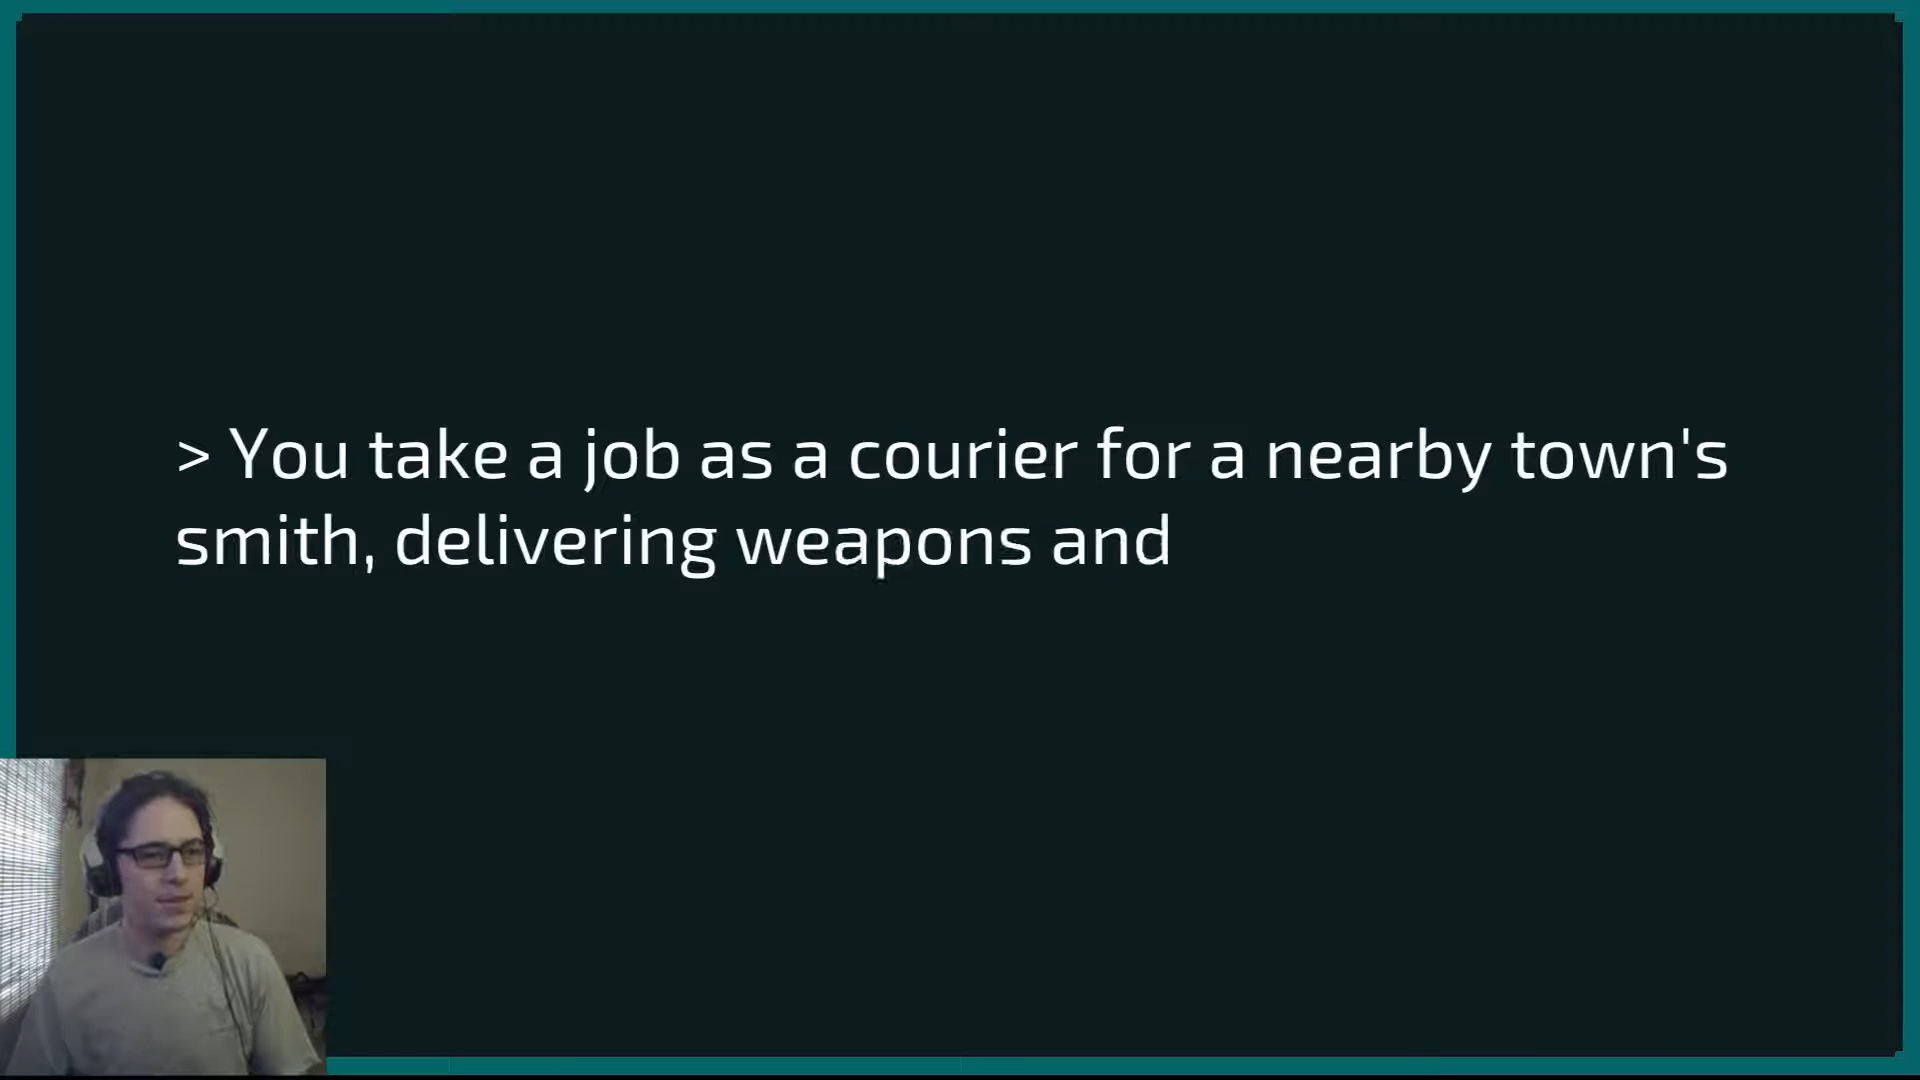 > You take a job as a courier for a nearby town's
smith, delivering weapons and